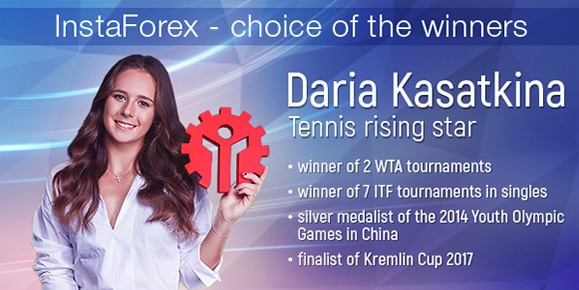 InstaForex - choice of the winners
Daria Kasatkina
Tennis rising star
• winner of 2 WTA tournaments
• winner of 7 ITF tournaments in singles
• silver medalist of the 2014 Youth Olympic
Games in China
• finalist of Kremlin Cup 2017